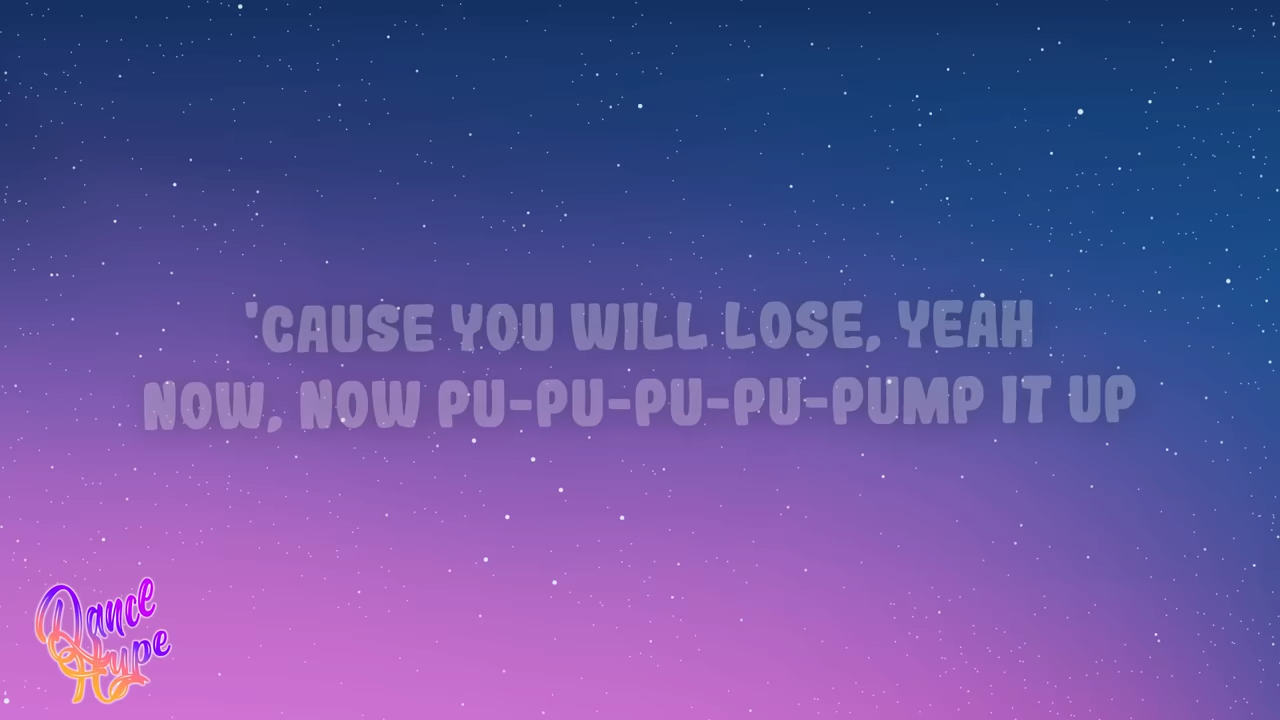 'CAUSE YOU WILL LOSE, YEAH
NOW, NOW PU-PU-PU-PU-PUMP IT UP
Dance
Hype